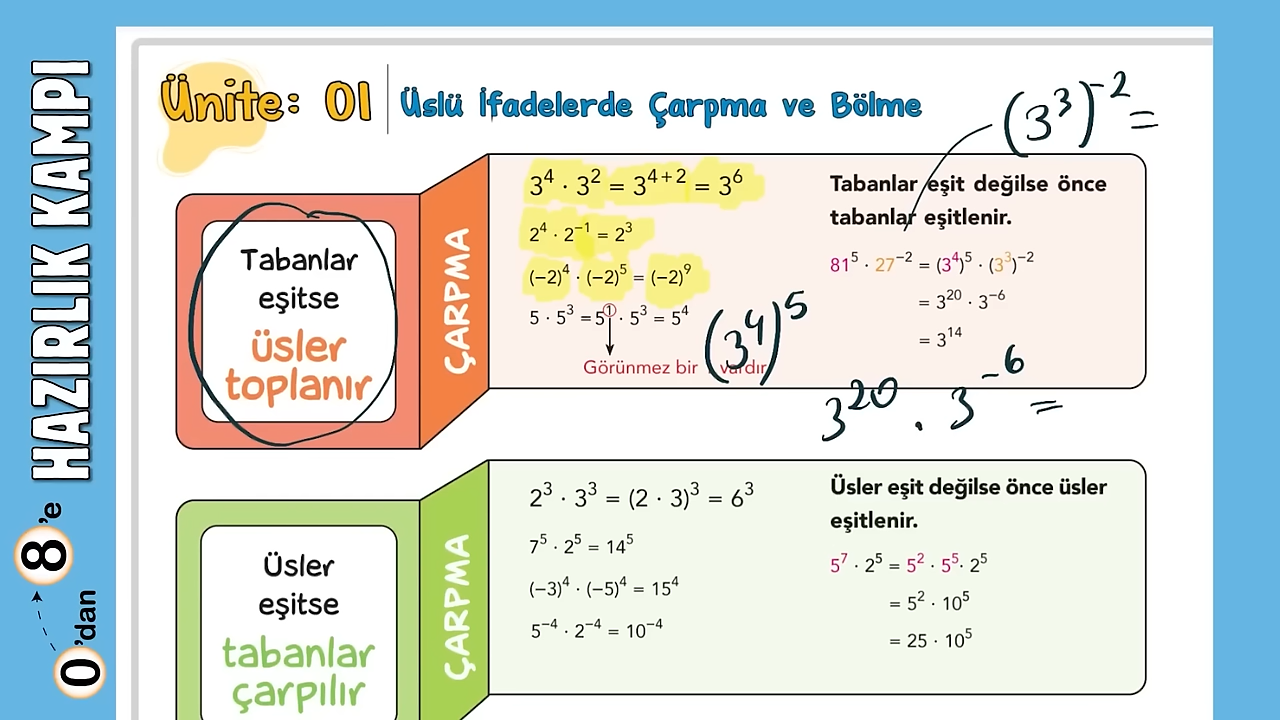 0'dan 8'e HAZIRLIK KAMPI
Ünite: 01 Üslü İfadelerde Çarpma ve Bölme
(3³)⁻² =
Tabanlar
eşitse
üsler
toplanır
ÇARPMA
3⁴ · 3² = 3⁴⁺² = 3⁶
2⁴ · 2⁻¹ = 2³
(−2)⁴ · (−2)⁵ = (−2)⁹
5 · 5³ = 5① · 5³ = 5⁴
Görünmez bir 1 vardır
(3⁴)⁵
Tabanlar eşit değilse önce
tabanlar eşitlenir.
81⁵ · 27⁻² = (3⁴)⁵ · (3³)⁻²
= 3²⁰ · 3⁻⁶
= 3¹⁴
3²⁰ . 3⁻⁶ =
Üsler
eşitse
tabanlar
çarpılır
ÇARPMA
2³ · 3³ = (2 · 3)³ = 6³
7⁵ · 2⁵ = 14⁵
(−3)⁴ · (−5)⁴ = 15⁴
5⁻⁴ · 2⁻⁴ = 10⁻⁴
Üsler eşit değilse önce üsler
eşitlenir.
5⁷ · 2⁵ = 5² · 5⁵ · 2⁵
= 5² · 10⁵
= 25 · 10⁵